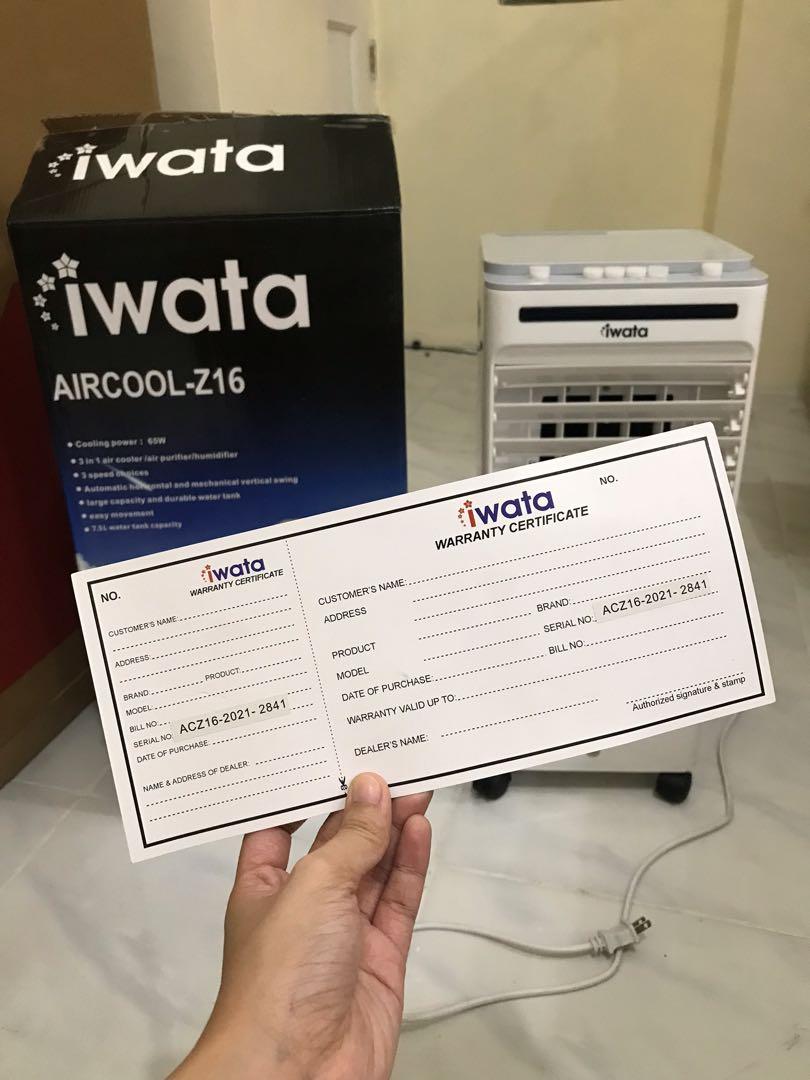 iwata
iwata
AIRCOOL-Z16
● Cooling power : 65W
● 3 in 1 air cooler /air purifier/humidifier
● 3 speed choices
● Automatic horizontal and mechanical vertical swing
● large capacity and durable water tank
● easy movement
● 7.5L water tank capacity
iwata
NO.
iwata
WARRANTY CERTIFICATE
CUSTOMER'S NAME:
ADDRESS:
BRAND: PRODUCT:
MODEL:
BILL NO:
SERIAL NO: ACZ16-2021- 2841
DATE OF PURCHASE:
NAME & ADDRESS OF DEALER:
iwata
NO.
WARRANTY CERTIFICATE
CUSTOMER'S NAME:
ADDRESS
PRODUCT BRAND:
MODEL SERIAL NO: ACZ16-2021- 2841
DATE OF PURCHASE: BILL NO:
WARRANTY VALID UP TO:
DEALER'S NAME:
Authorized signature & stamp